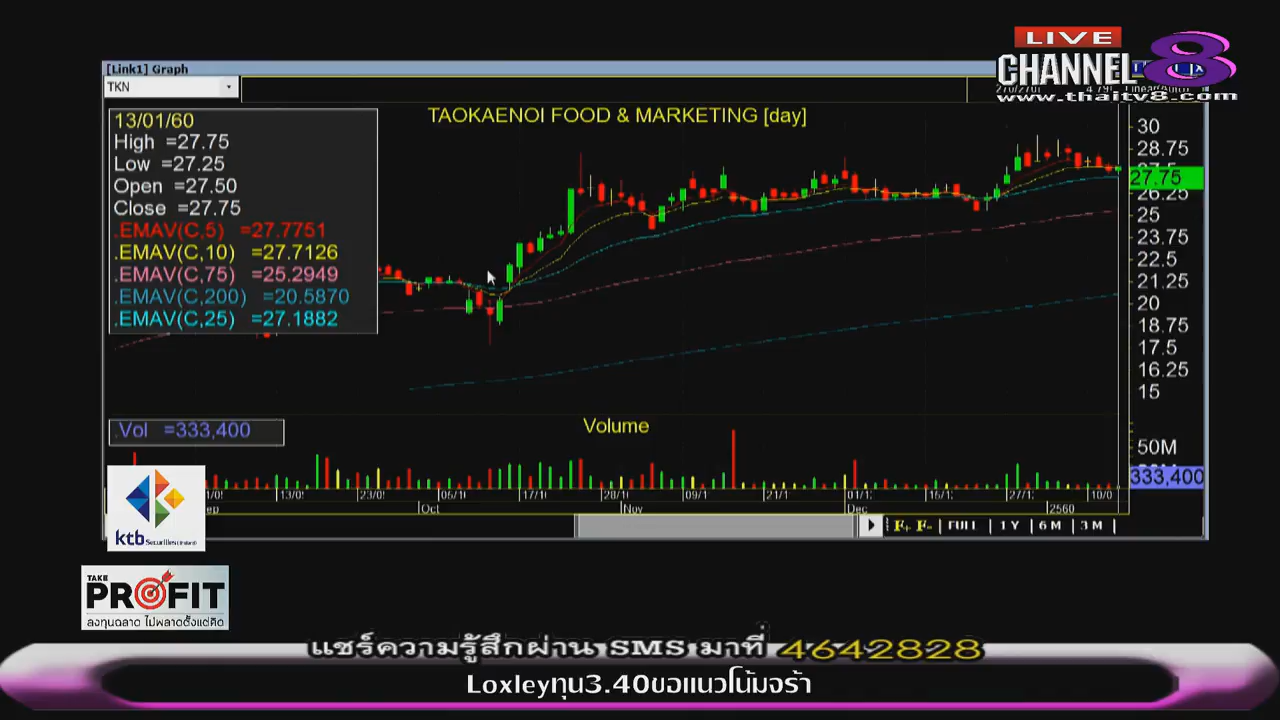 LIVE
CHANNEL 8
www.thaitv8.com
[Link1] Graph
TKN
TAOKAENOI FOOD & MARKETING [day]
13/01/60
High =27.75
Low =27.25
Open =27.50
Close =27.75
.EMAV(C,5) =27.7751
.EMAV(C,10) =27.7126
.EMAV(C,75) =25.2949
.EMAV(C,200) =20.5870
.EMAV(C,25) =27.1882
30
28.75
27.75
26.25
25
23.75
22.5
21.25
20
18.75
17.5
16.25
15
.Vol =333,400
Volume
50M
333,400
13/0 23/0 05/1 17/1 28/1 09/1 21/1 01/1 15/1 27/1 10/0
Oct Nov Dec 2560
F+ F- FULL 1 Y 6 M 3 M
ktb Securities (Thailand)
TAKE
PROFIT
ลงทุนฉลาด ไม่พลาดตั้งแต่คิด
แชร์ความรู้สึกผ่าน SMS มาที่ 4642828
Loxleyทุน3.40ขอแนวโน้มจร้า